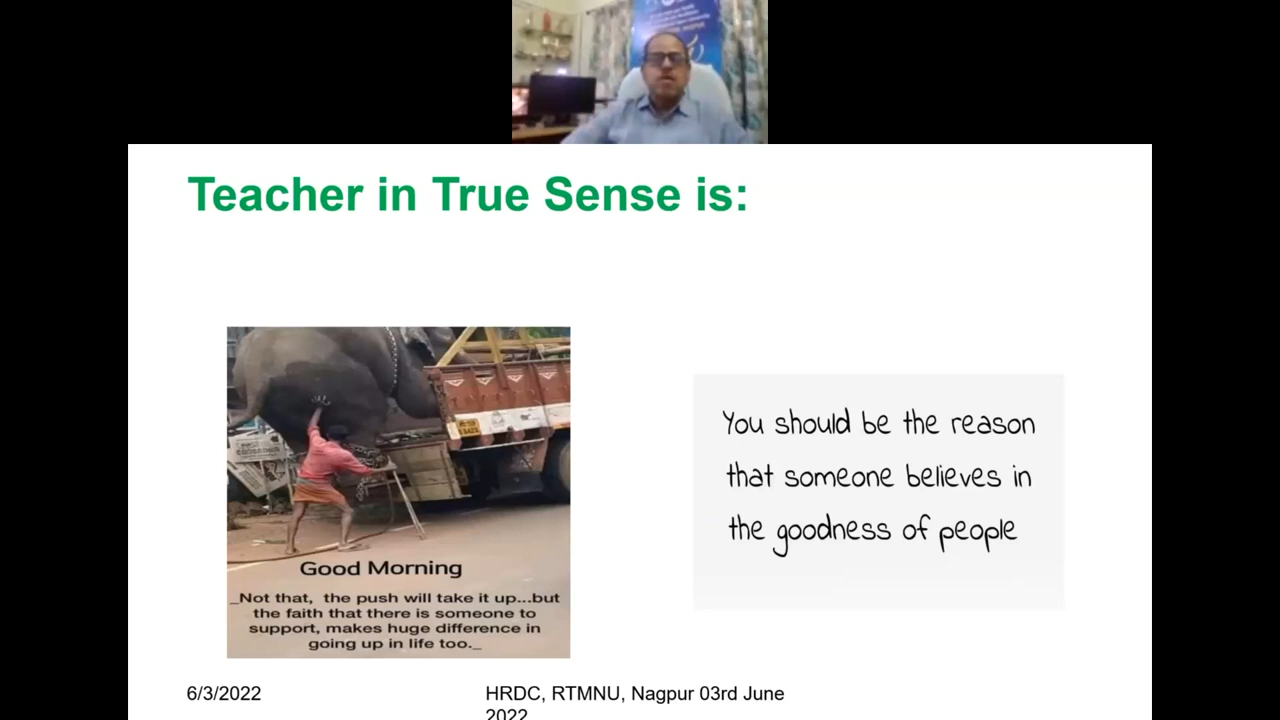 Teacher in True Sense is:
Good Morning
_Not that, the push will take it up...but
the faith that there is someone to
support, makes huge difference in
going up in life too._
You should be the reason
that someone believes in
the goodness of people
6/3/2022
HRDC, RTMNU, Nagpur 03rd June
2022